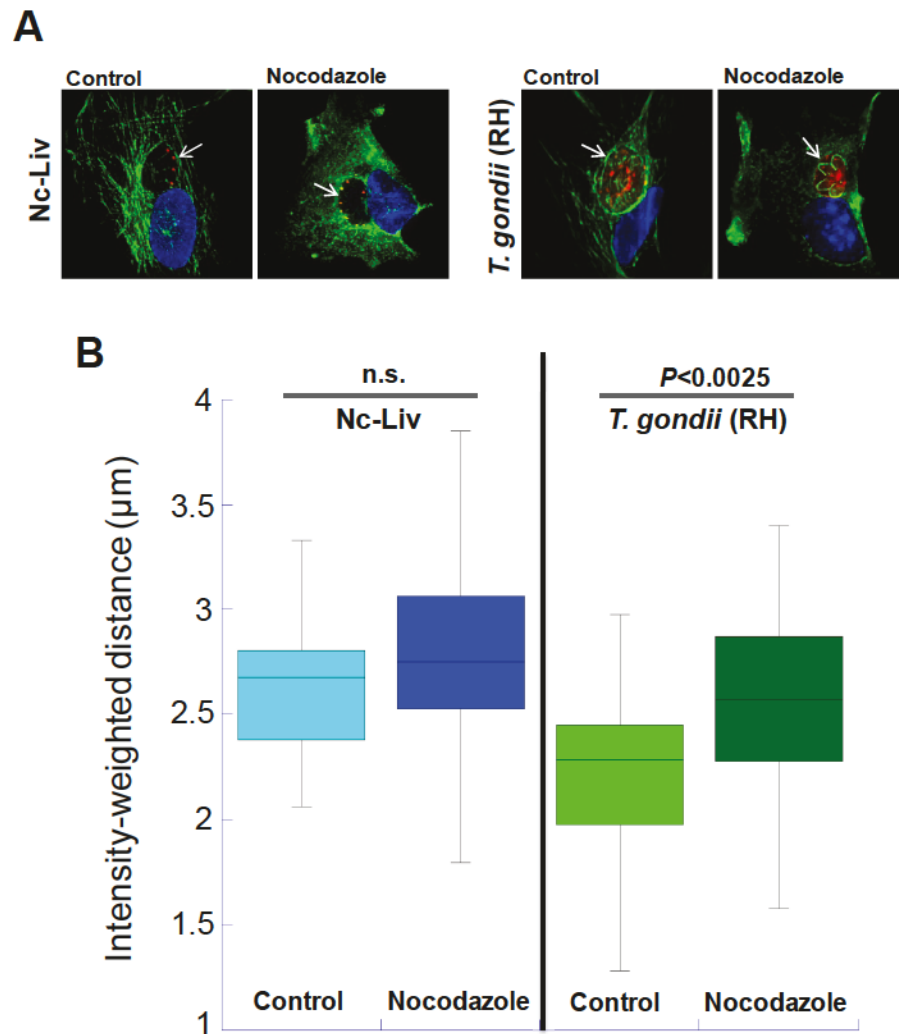 A
Control Nocodazole Control Nocodazole
Nc-Liv
T. gondii (RH)
B
n.s. P<0.0025
Nc-Liv T. gondii (RH)
Intensity-weighted distance (µm)
4
3.5
3
2.5
2
1.5
1
Control Nocodazole Control Nocodazole